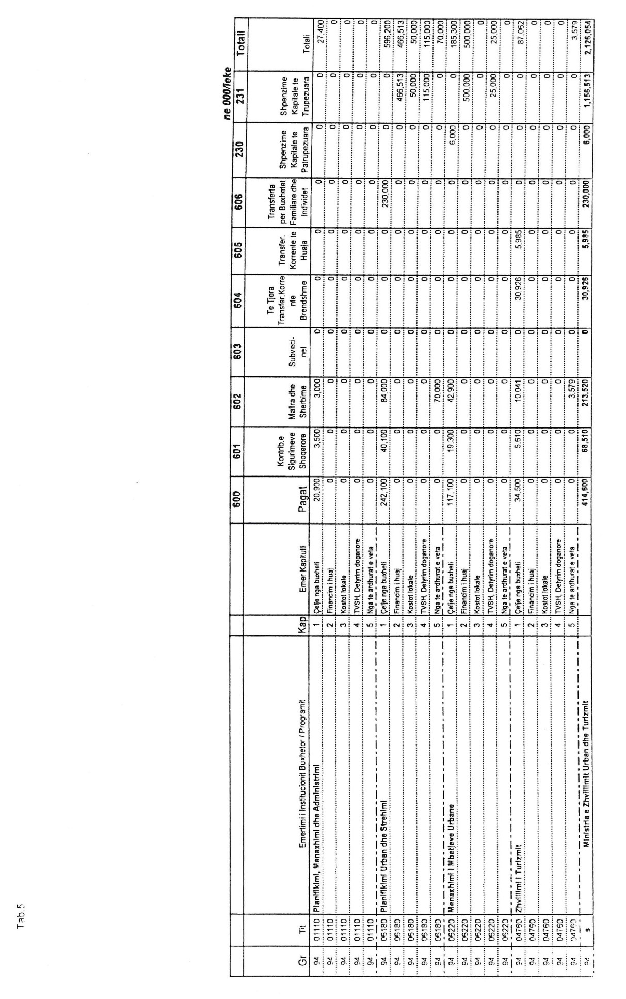 Tab.5
ne 000/leke
600 601 602 603 604 605 606 230 231 Totali
Gr Tit Emertimi i Institucionit Buxhetor / Programit Kap Emer Kapitulli Pagat Kontrib.e Sigurimeve Shoqerore Mallra dhe Sherbime Subveci-net Te Tjera Transfer.Korrente Brendshme Transfer. Korrente te Huaja Transferta per Buxhetet Familiare dhe Individet Shpenzime Kapitale te Patrupezuara Shpenzime Kapitale te Trupezuara Totali
94 01110 Planifikimi, Menaxhimi dhe Administrimi 1 Çelje nga buxheti 20,900 3,500 3,000 0 0 0 0 0 0 27,400
94 01110 2 Financim i huaj 0 0 0 0 0 0 0 0 0 0
94 01110 3 Kostot lokale 0 0 0 0 0 0 0 0 0 0
94 01110 4 TVSH, Detyrim doganore 0 0 0 0 0 0 0 0 0 0
94 01110 5 Nga te ardhurat e veta 0 0 0 0 0 0 0 0 0 0
94 06180 Planifikimi Urban dhe Strehimi 1 Çelje nga buxheti 242,100 40,100 84,000 0 0 0 230,000 0 0 596,200
94 06180 2 Financim i huaj 0 0 0 0 0 0 0 0 466,513 466,513
94 06180 3 Kostot lokale 0 0 0 0 0 0 0 0 50,000 50,000
94 06180 4 TVSH, Detyrim doganore 0 0 0 0 0 0 0 0 115,000 115,000
94 06180 5 Nga te ardhurat e veta 0 0 70,000 0 0 0 0 0 0 70,000
94 05220 Menaxhimi i Mbetjeve Urbane 1 Çelje nga buxheti 117,100 19,300 42,900 0 0 0 0 6,000 0 185,300
94 05220 2 Financim i huaj 0 0 0 0 0 0 0 0 500,000 500,000
94 05220 3 Kostot lokale 0 0 0 0 0 0 0 0 0 0
94 05220 4 TVSH, Detyrim doganore 0 0 0 0 0 0 0 0 25,000 25,000
94 05220 5 Nga te ardhurat e veta 0 0 0 0 0 0 0 0 0 0
94 04760 Zhvillimi i Turizmit 1 Çelje nga buxheti 34,500 5,610 10,041 0 30,926 5,985 0 0 0 87,062
94 04760 2 Financim i huaj 0 0 0 0 0 0 0 0 0 0
94 04760 3 Kostot lokale 0 0 0 0 0 0 0 0 0 0
94 04760 4 TVSH, Detyrim doganore 0 0 0 0 0 0 0 0 0 0
94 04760 5 Nga te ardhurat e veta 0 0 3,579 0 0 0 0 0 0 3,579
94 s Ministria e Zhvillimit Urban dhe Turizmit 414,600 68,510 213,520 0 30,926 5,985 230,000 6,000 1,156,513 2,126,054